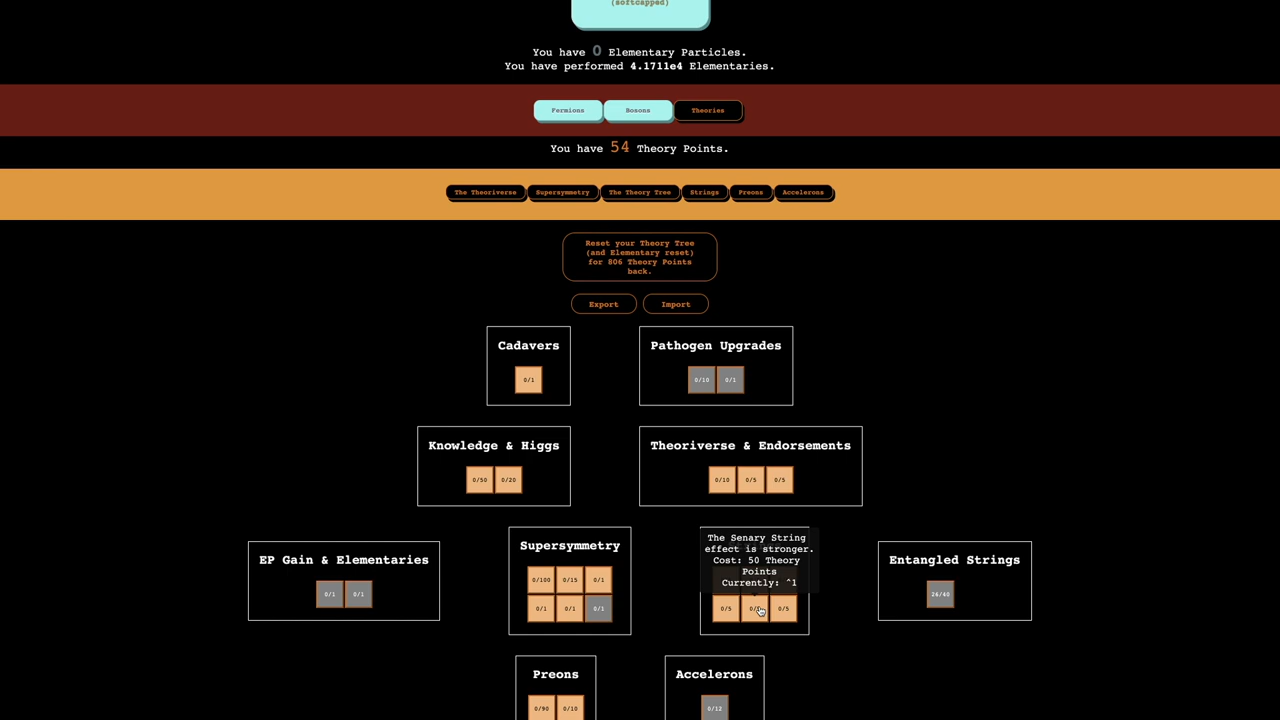 (softcapped)
You have 0 Elementary Particles.
You have performed 4.1711e4 Elementaries.
Fermions Bosons Theories
You have 54 Theory Points.
The Theoriverse Supersymmetry The Theory Tree Strings Preons Accelerons
Reset your Theory Tree
(and Elementary reset)
for 806 Theory Points
back.
Export Import
Cadavers
0/1
Pathogen Upgrades
0/10 0/1
Knowledge & Higgs
0/50 0/20
Theoriverse & Endorsements
0/10 0/5 0/5
EP Gain & Elementaries
0/1 0/1
Supersymmetry
0/100 0/15 0/1
0/1 0/1 0/1
The Senary String
effect is stronger.
Cost: 50 Theory
Points
Currently: ^1
0/5 0/5
Entangled Strings
26/40
Preons
0/90 0/10
Accelerons
0/12